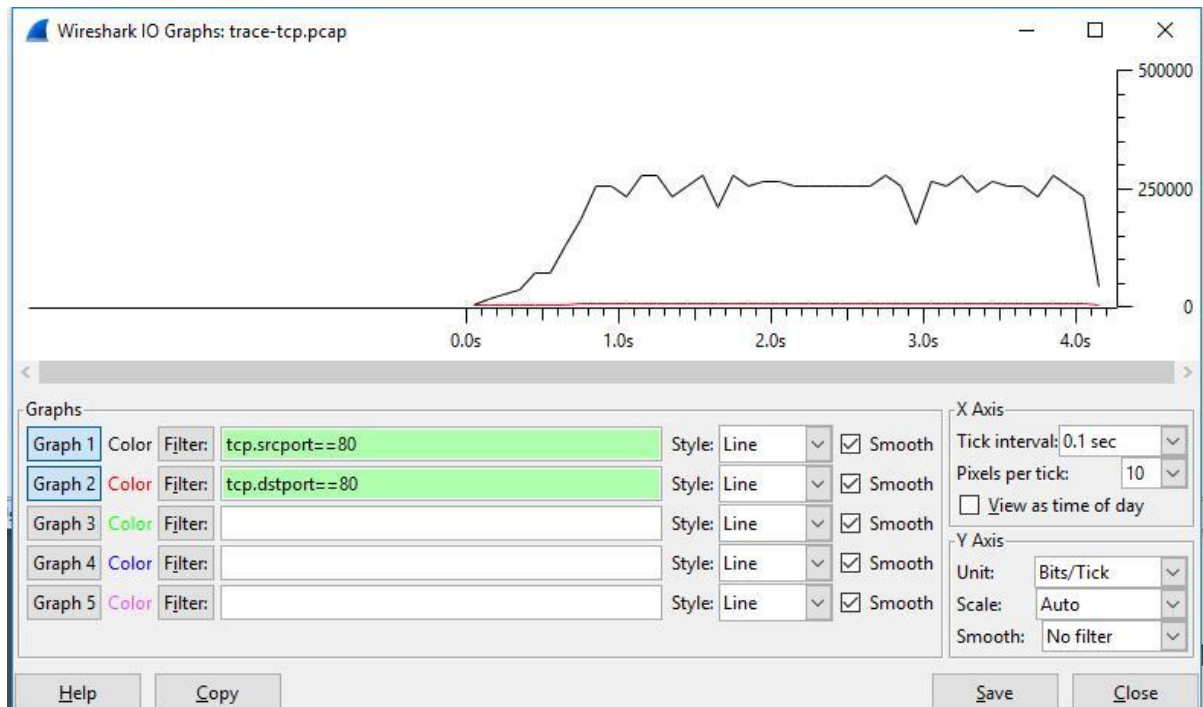 Wireshark IO Graphs: trace-tcp.pcap
500000
250000
0
0.0s 1.0s 2.0s 3.0s 4.0s
Graphs
Graph 1 Color Filter: tcp.srcport==80 Style: Line Smooth
Graph 2 Color Filter: tcp.dstport==80 Style: Line Smooth
Graph 3 Color Filter: Style: Line Smooth
Graph 4 Color Filter: Style: Line Smooth
Graph 5 Color Filter: Style: Line Smooth
X Axis
Tick interval: 0.1 sec
Pixels per tick: 10
View as time of day
Y Axis
Unit: Bits/Tick
Scale: Auto
Smooth: No filter
Help Copy Save Close